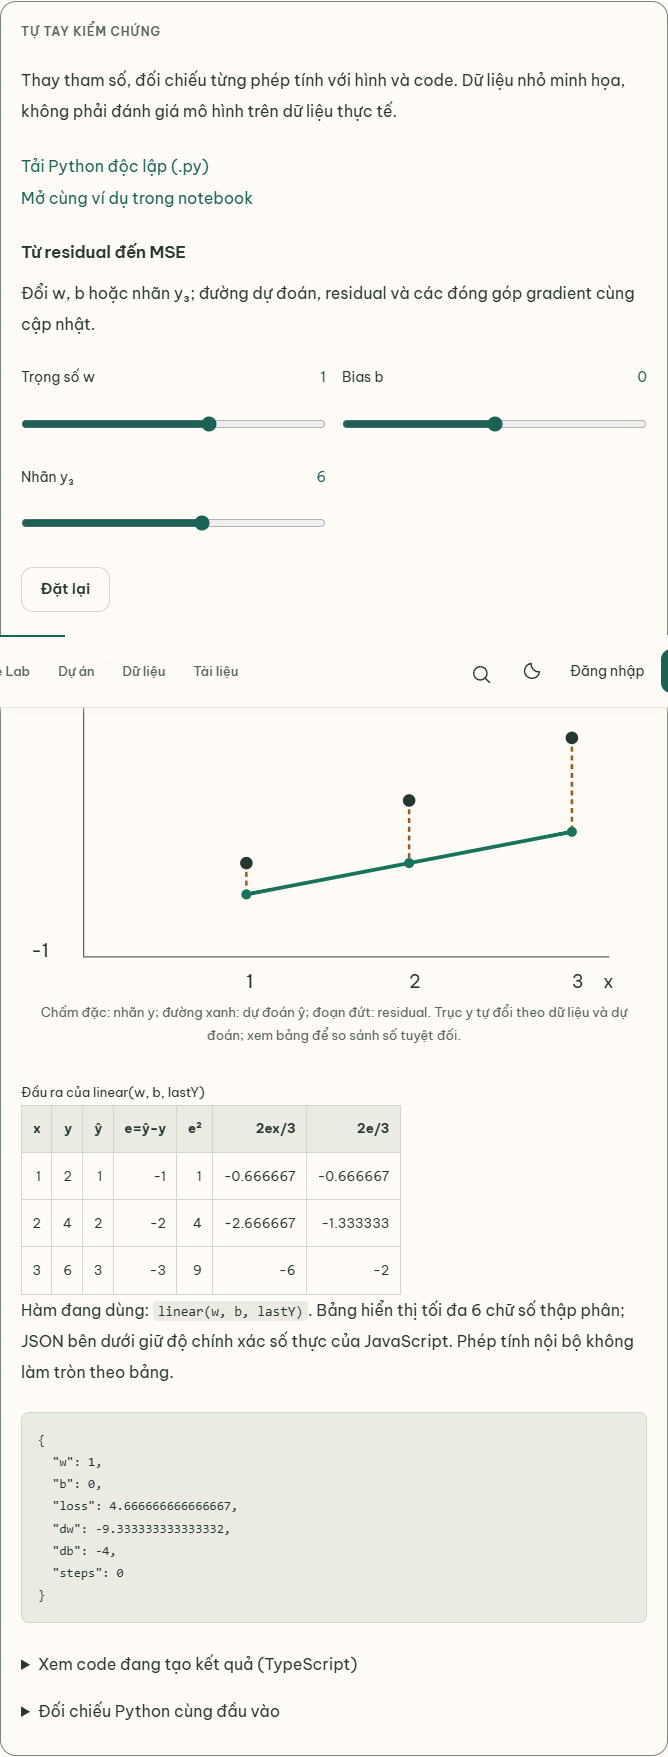 TỰ TAY KIỂM CHỨNG
Thay tham số, đối chiếu từng phép tính với hình và code. Dữ liệu nhỏ minh họa,
không phải đánh giá mô hình trên dữ liệu thực tế.
Tải Python độc lập (.py)
Mở cùng ví dụ trong notebook
Từ residual đến MSE
Đổi w, b hoặc nhãn y₃; đường dự đoán, residual và các đóng góp gradient cùng
cập nhật.
Trọng số w 1 Bias b 0
Nhãn y₃ 6
Đặt lại
e Lab Dự án Dữ liệu Tài liệu Đăng nhập
-1
1 2 3 x
Chấm đặc: nhãn y; đường xanh: dự đoán ŷ; đoạn đứt: residual. Trục y tự đổi theo dữ liệu và dự
đoán; xem bảng để so sánh số tuyệt đối.
Đầu ra của linear(w, b, lastY)
x y ŷ e=ŷ-y e² 2ex/3 2e/3
1 2 1 -1 1 -0.666667 -0.666667
2 4 2 -2 4 -2.666667 -1.333333
3 6 3 -3 9 -6 -2
Hàm đang dùng: linear(w, b, lastY). Bảng hiển thị tối đa 6 chữ số thập phân;
JSON bên dưới giữ độ chính xác số thực của JavaScript. Phép tính nội bộ không
làm tròn theo bảng.
{
"w": 1,
"b": 0,
"loss": 4.666666666666667,
"dw": -9.333333333333332,
"db": -4,
"steps": 0
}
Xem code đang tạo kết quả (TypeScript)
Đối chiếu Python cùng đầu vào